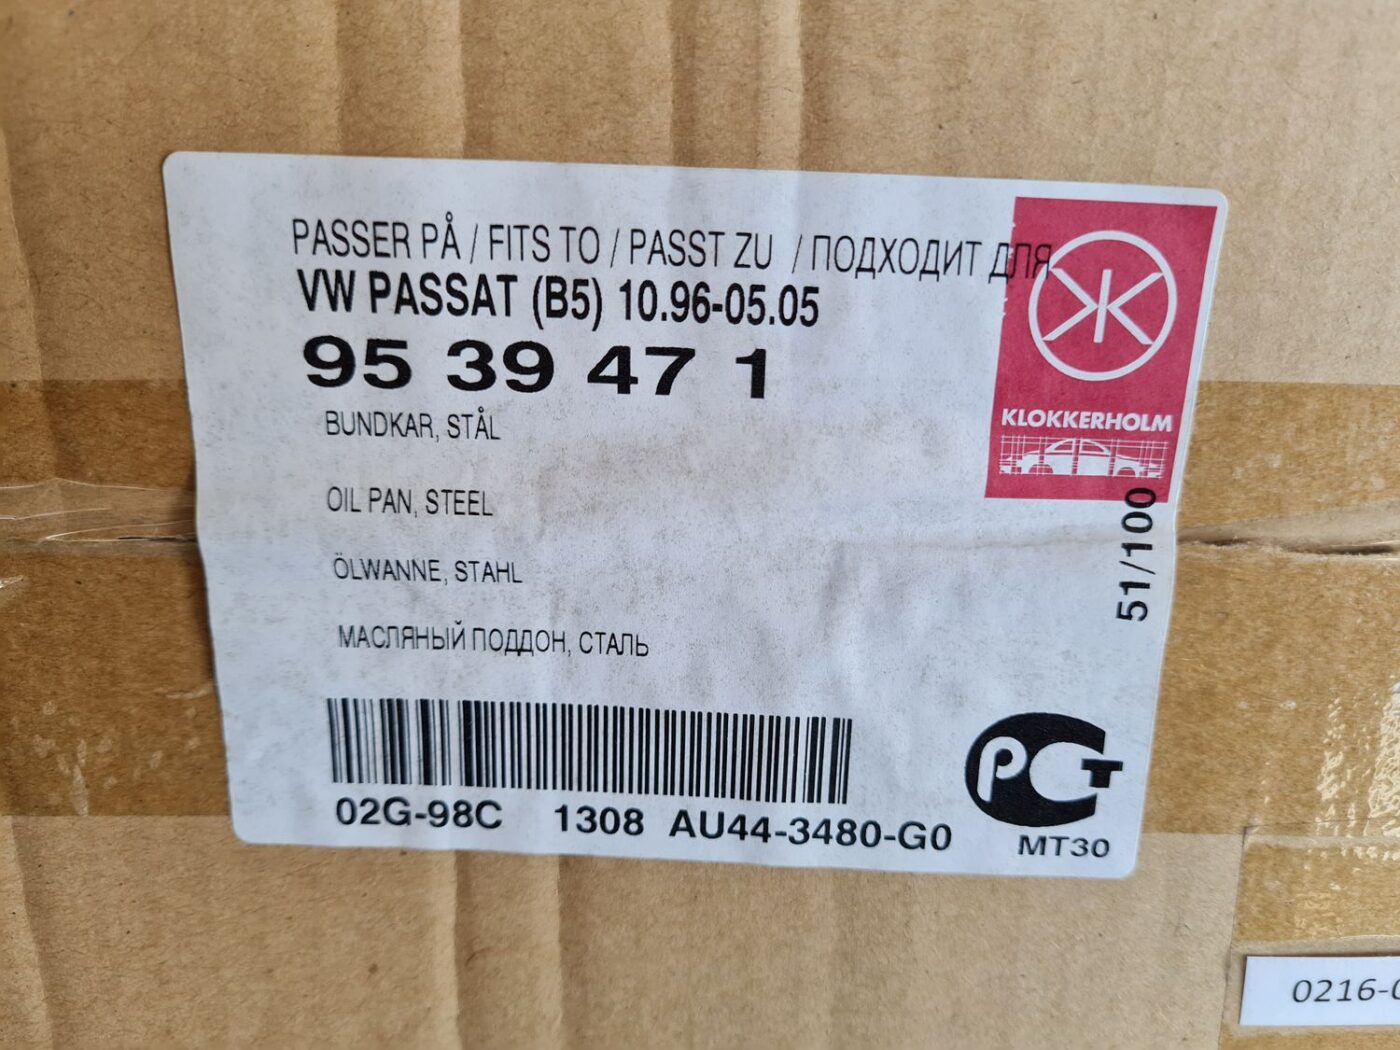 PASSER PÅ / FITS TO / PASST ZU / ПОДХОДИТ ДЛЯ
VW PASSAT (B5) 10.96-05.05
95 39 47 1
BUNDKAR, STÅL
OIL PAN, STEEL
ÖLWANNE, STAHL
МАСЛЯНЫЙ ПОДДОН, СТАЛЬ
KLOKKERHOLM
51/100
02G-98C 1308 AU44-3480-G0
РСТ
MT30
0216-